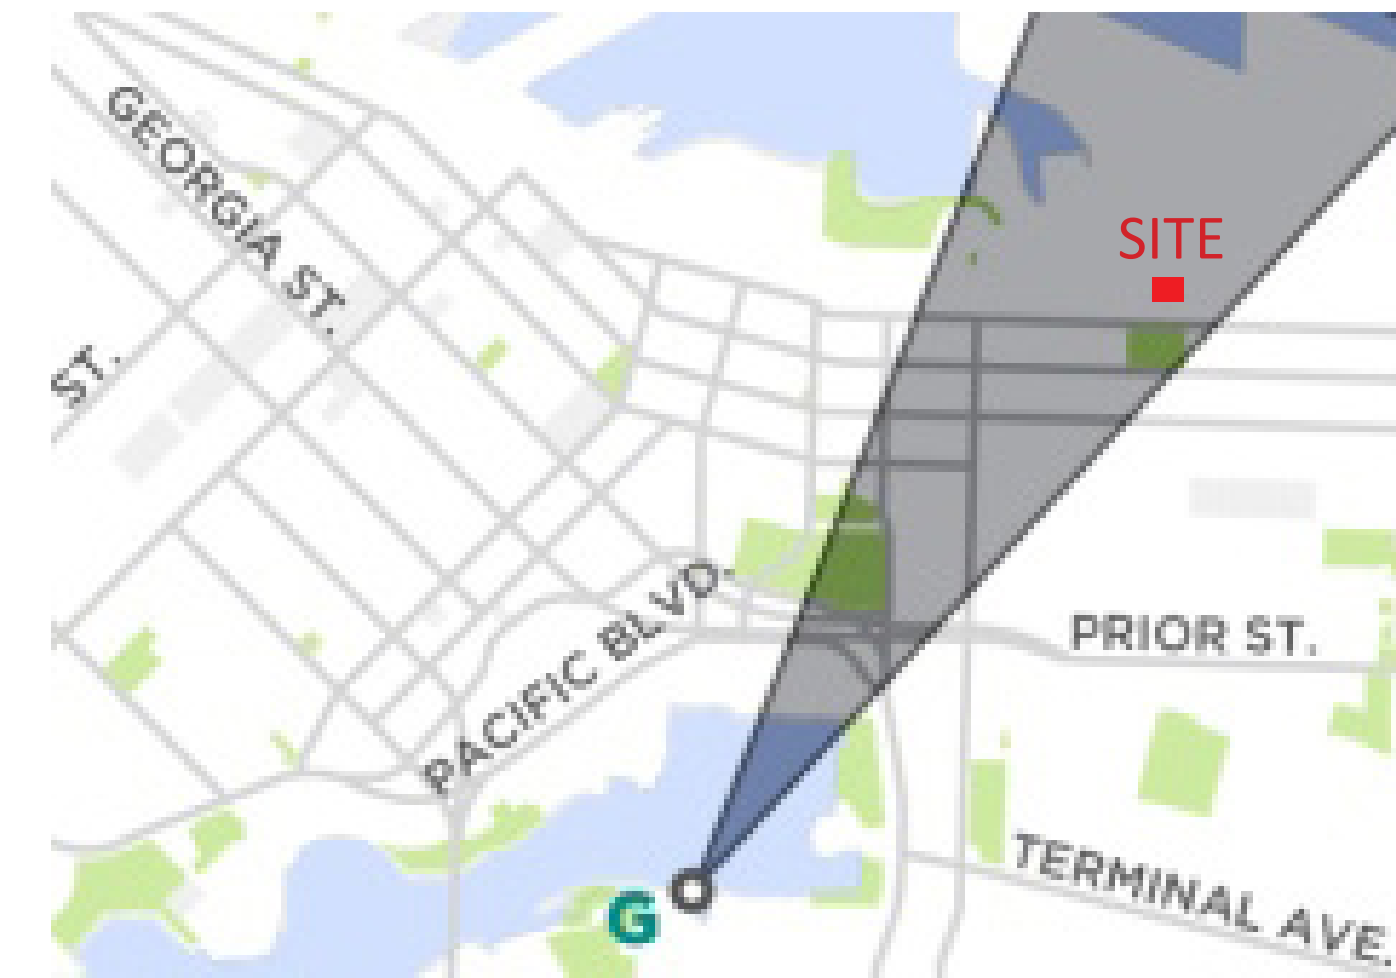 GEORGIA ST.
SITE
ST.
PACIFIC BLVD.
PRIOR ST.
TERMINAL AVE.
G